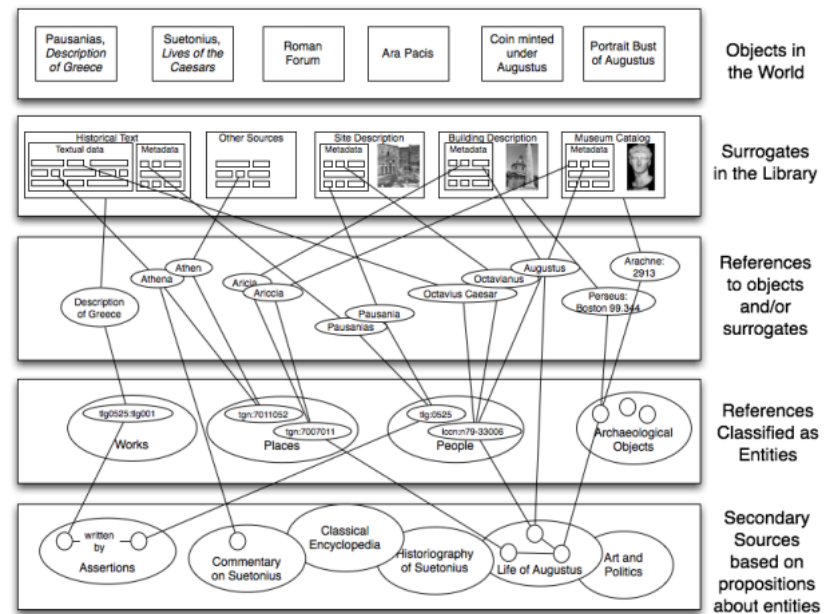 Pausanias,
Description
of Greece
Suetonius,
Lives of the
Caesars
Roman
Forum
Ara Pacis
Coin minted
under
Augustus
Portrait Bust
of Augustus
Objects in
the World
Historical Text
Textual data
Metadata
Other Sources
Site Description
Metadata
Building Description
Metadata
Museum Catalog
Metadata
Surrogates
in the Library
Athena
Athen
Aricia
Ariccia
Description
of Greece
Pausanias
Pausania
Octavius Caesar
Octavianus
Augustus
Perseus:
Boston 99.344
Arachne:
2913
References
to objects
and/or
surrogates
tlg0525:tlg001
Works
tgn:7011052
tgn:7007011
Places
tlg:0525
lccn:n79-33006
People
Archaeological
Objects
References
Classified as
Entities
written
by
Assertions
Commentary
on Suetonius
Classical
Encyclopedia
Historiography
of Suetonius
Life of Augustus
Art and
Politics
Secondary
Sources
based on
propositions
about entities